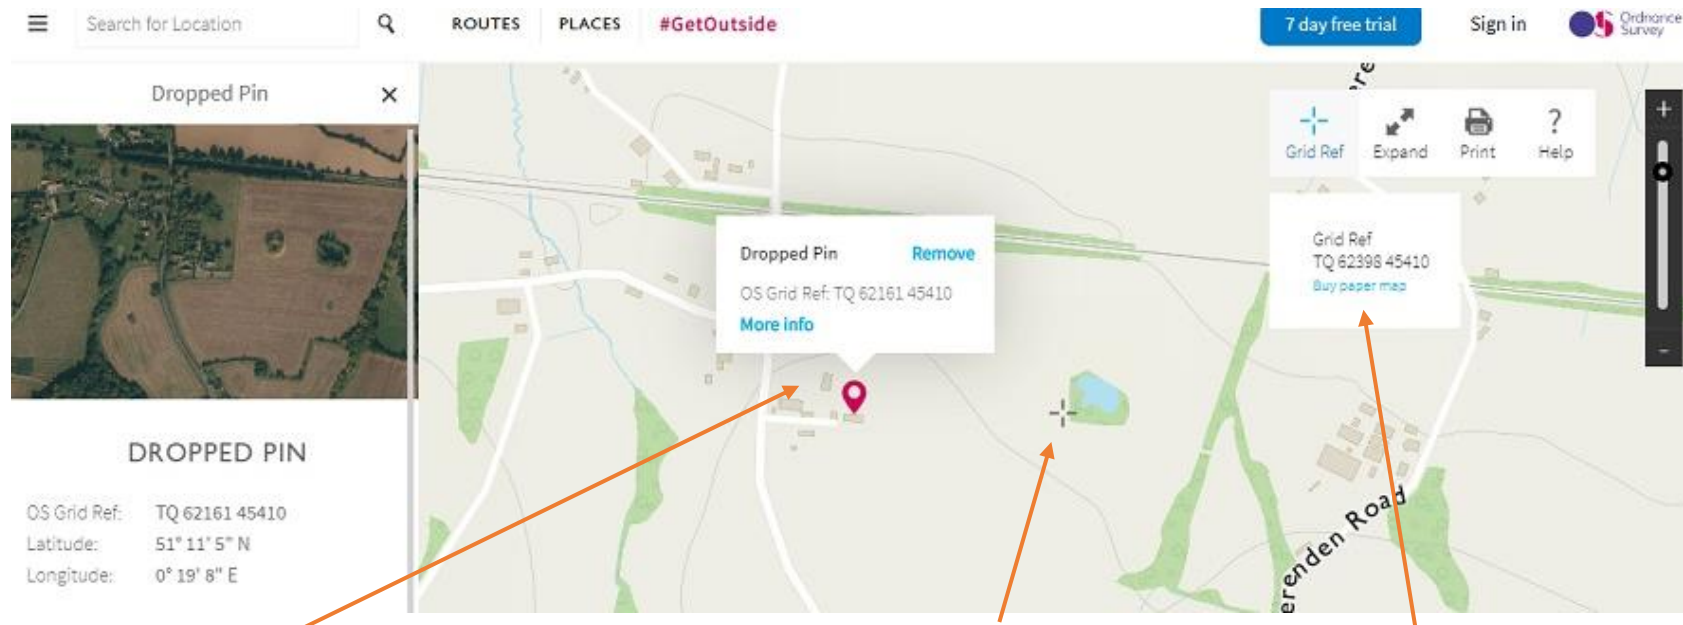 Search for Location
ROUTES
PLACES
#GetOutside
7 day free trial
Sign in
Ordnance
Survey
Dropped Pin
Grid Ref
Expand
Print
?
Help
Dropped Pin
Remove
OS Grid Ref: TQ 62161 45410
More info
Grid Ref
TQ 62398 45410
Buy paper map
DROPPED PIN
OS Grid Ref: TQ 62161 45410
Latitude: 51° 11' 5" N
Longitude: 0° 19' 8" E
erenden Road
ere